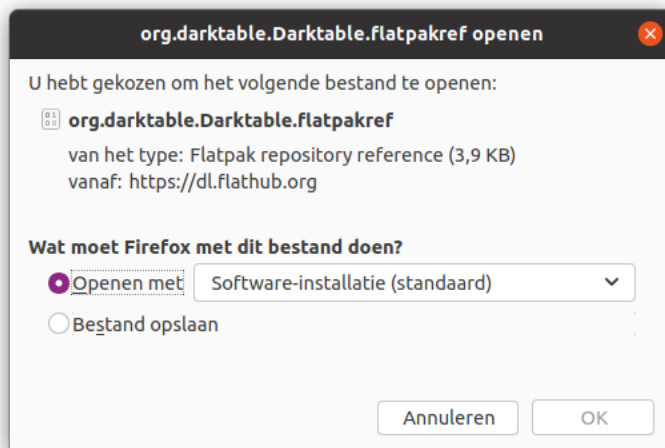 org.darktable.Darktable.flatpakref openen
U hebt gekozen om het volgende bestand te openen:
org.darktable.Darktable.flatpakref
van het type: Flatpak repository reference (3,9 KB)
vanaf: https://dl.flathub.org
Wat moet Firefox met dit bestand doen?
Openen met Software-installatie (standaard)
Bestand opslaan
Annuleren OK